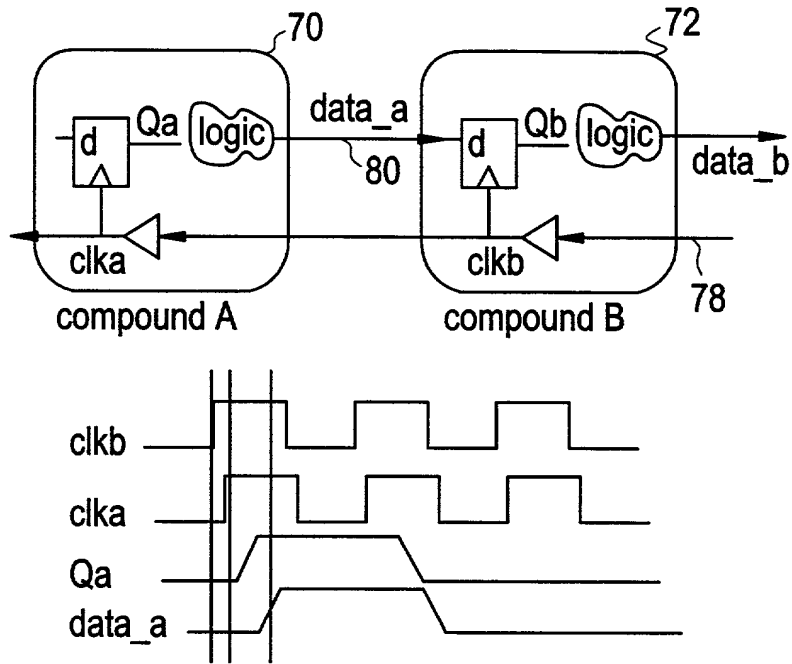 70
72
d
Qa
logic
data_a
80
d
Qb
logic
data_b
clka
clkb
78
compound A
compound B
clkb
clka
Qa
data_a